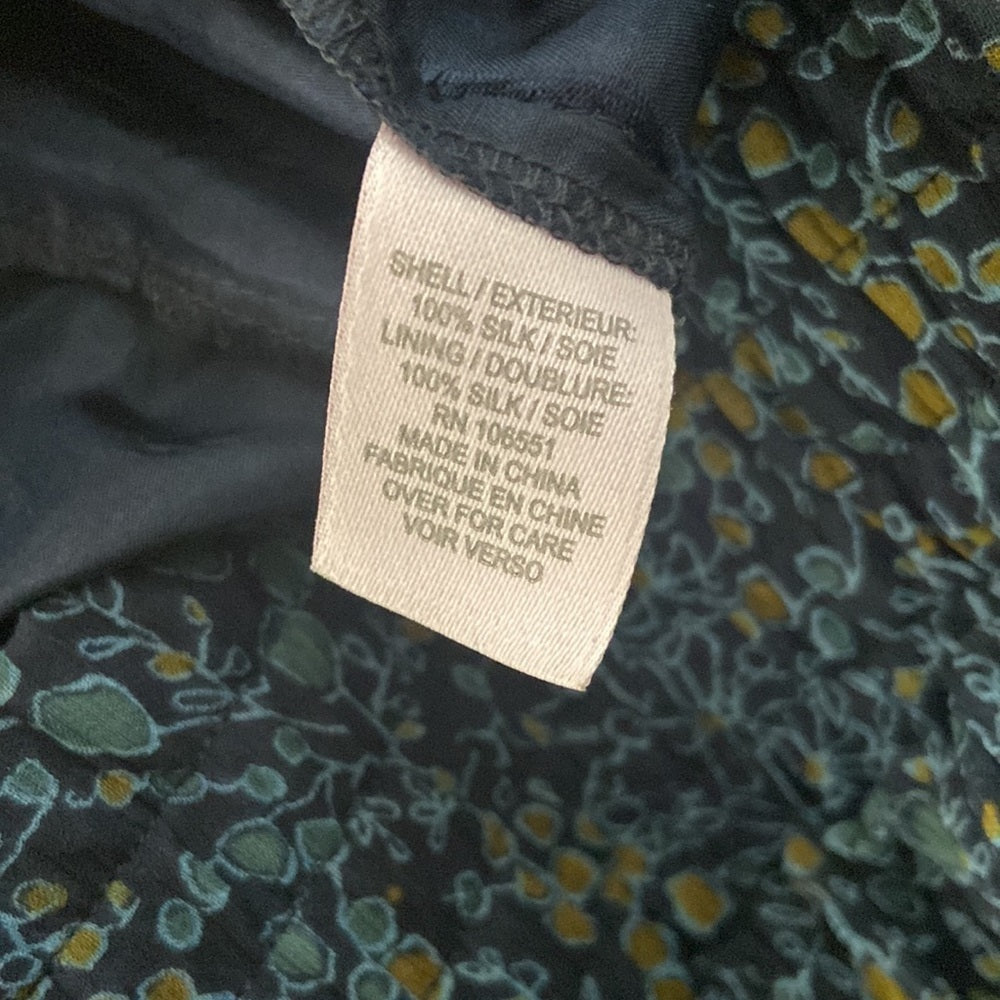 SHELL / EXTERIEUR:
100% SILK / SOIE
LINING / DOUBLURE:
100% SILK / SOIE
RN 106551
MADE IN CHINA
FABRIQUE EN CHINE
OVER FOR CARE
VOIR VERSO